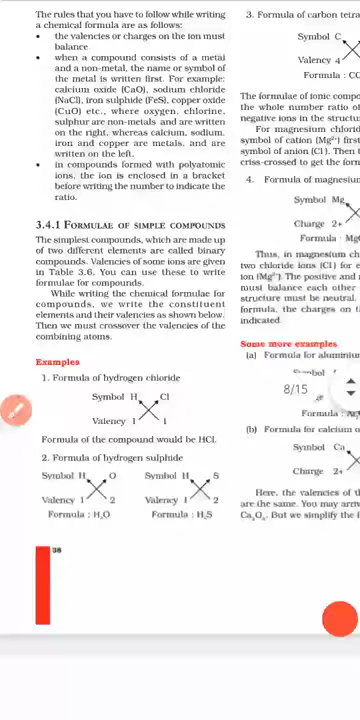 The rules that you have to follow while writing
a chemical formula are as follows:
• the valencies or charges on the ion must
balance
• when a compound consists of a metal
and a non-metal, the name or symbol of
the metal is written first. For example:
calcium oxide (CaO), sodium chloride
(NaCl), iron sulphide (FeS), copper oxide
(CuO) etc., where oxygen, chlorine,
sulphur are non-metals and are written
on the right, whereas calcium, sodium,
iron and copper are metals, and are
written on the left.
• in compounds formed with polyatomic
ions, the ion is enclosed in a bracket
before writing the number to indicate the
ratio.
3.4.1 FORMULAE OF SIMPLE COMPOUNDS
The simplest compounds, which are made up
of two different elements are called binary
compounds. Valencies of some ions are given
in Table 3.6. You can use these to write
formulae for compounds.
While writing the chemical formulae for
compounds, we write the constituent
elements and their valencies as shown below.
Then we must crossover the valencies of the
combining atoms.
Examples
1. Formula of hydrogen chloride
Symbol H Cl
Valency 1 1
Formula of the compound would be HCl.
2. Formula of hydrogen sulphide
Symbol H O Symbol H S
Valency 1 2 Valency 1 2
Formula : H₂O Formula : H₂S
38
3. Formula of carbon tetra
Symbol C
Valency 4
Formula : CC
The formulae of ionic compo
the whole number ratio of
negative ions in the structu
For magnesium chlorid
symbol of cation (Mg²⁺) first
symbol of anion (Cl⁻). Then t
criss-crossed to get the form
4. Formula of magnesium
Symbol Mg
Charge 2+
Formula : Mg
Thus, in magnesium ch
two chloride ions (Cl⁻) for e
ion (Mg²⁺). The positive and
must balance each other
structure must be neutral.
formula, the charges on t
indicated.
Some more examples
(a) Formula for aluminiun
8/15
Formula :
(b) Formula for calcium o
Symbol Ca
Charge 2+
Here, the valencies of th
are the same. You may arr
Ca₂O₂. But we simplify the f